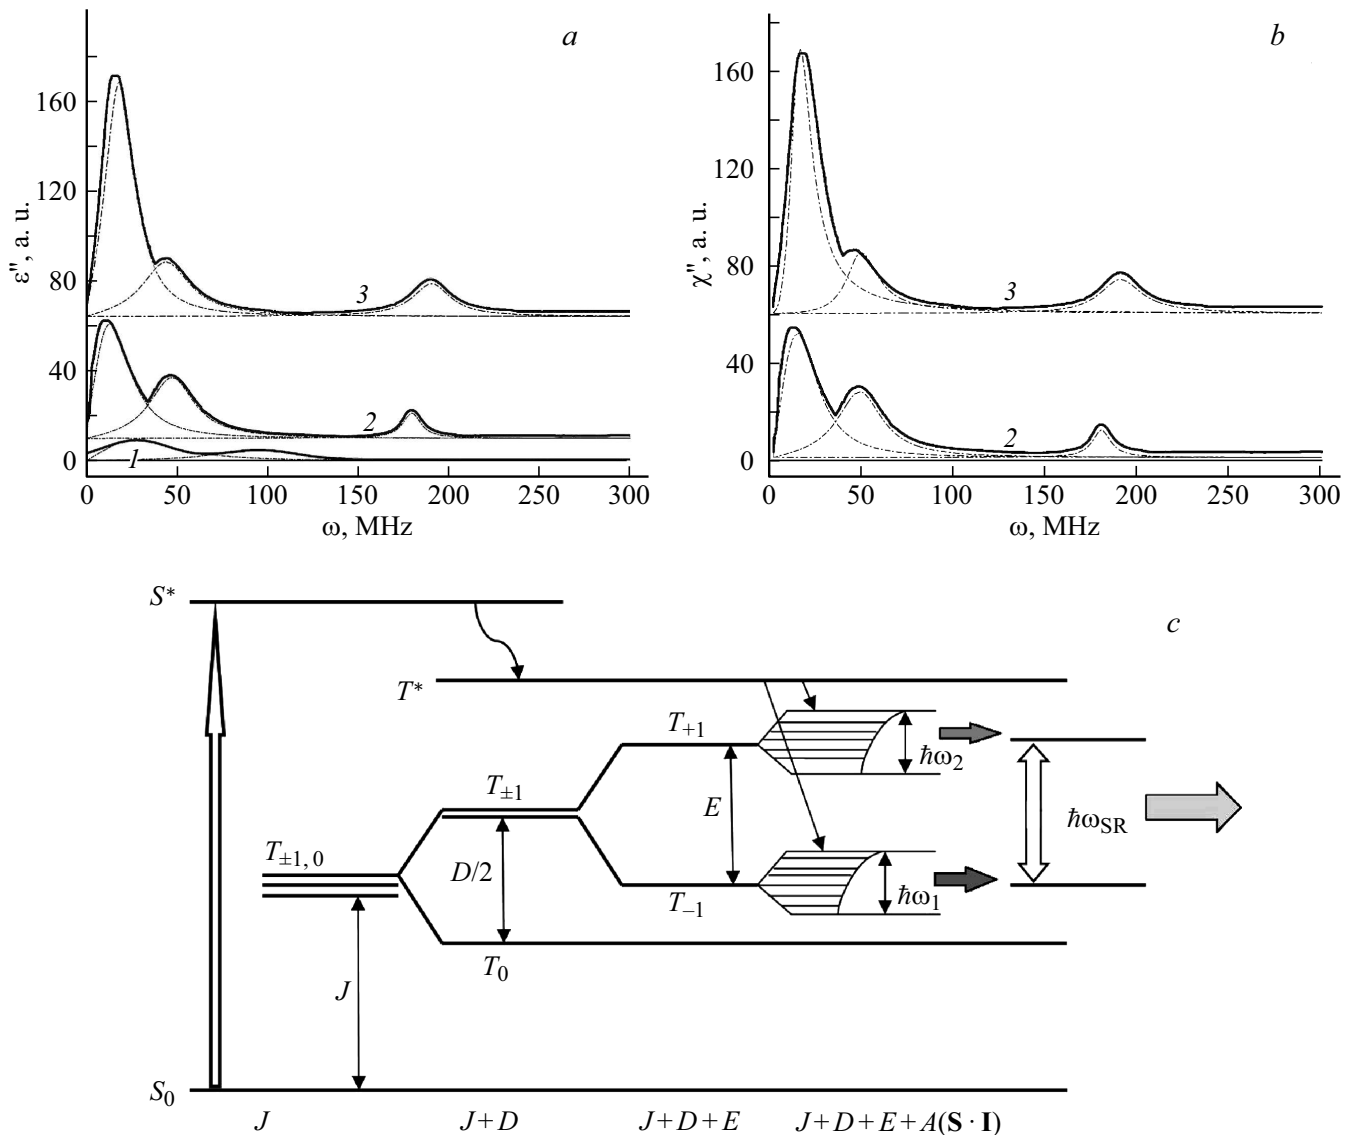 a
ε", a. u.
160
120
80
40
0
3
2
1
0 50 100 150 200 250 300
ω, MHz
b
χ", a. u.
160
120
80
40
0
3
2
0 50 100 150 200 250 300
ω, MHz
c
S*
T*
T+1
ħω2
T±1
E
ħωSR
T±1, 0
D/2
T–1
ħω1
T0
J
S0
J
J + D
J + D + E
J + D + E + A(S · I)